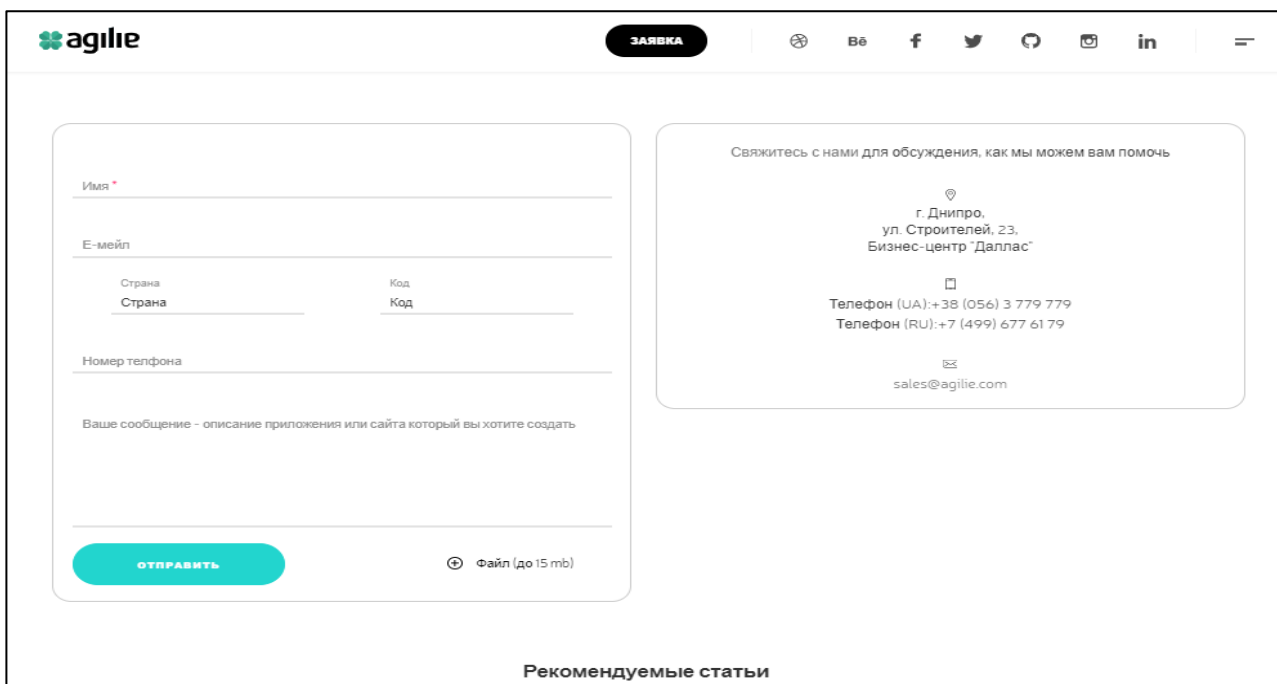 agilie
ЗАЯВКА
Bē
f
in
Имя *
Е-мейл
Страна
Код
Страна
Код
Номер телфона
Ваше сообщение - описание приложения или сайта который вы хотите создать
ОТПРАВИТЬ
Файл (до 15 mb)
Свяжитесь с нами для обсуждения, как мы можем вам помочь
г. Днипро,
ул. Строителей, 23,
Бизнес-центр "Даллас"
Телефон (UA):+38 (056) 3 779 779
Телефон (RU):+7 (499) 677 61 79
sales@agilie.com
Рекомендуемые статьи